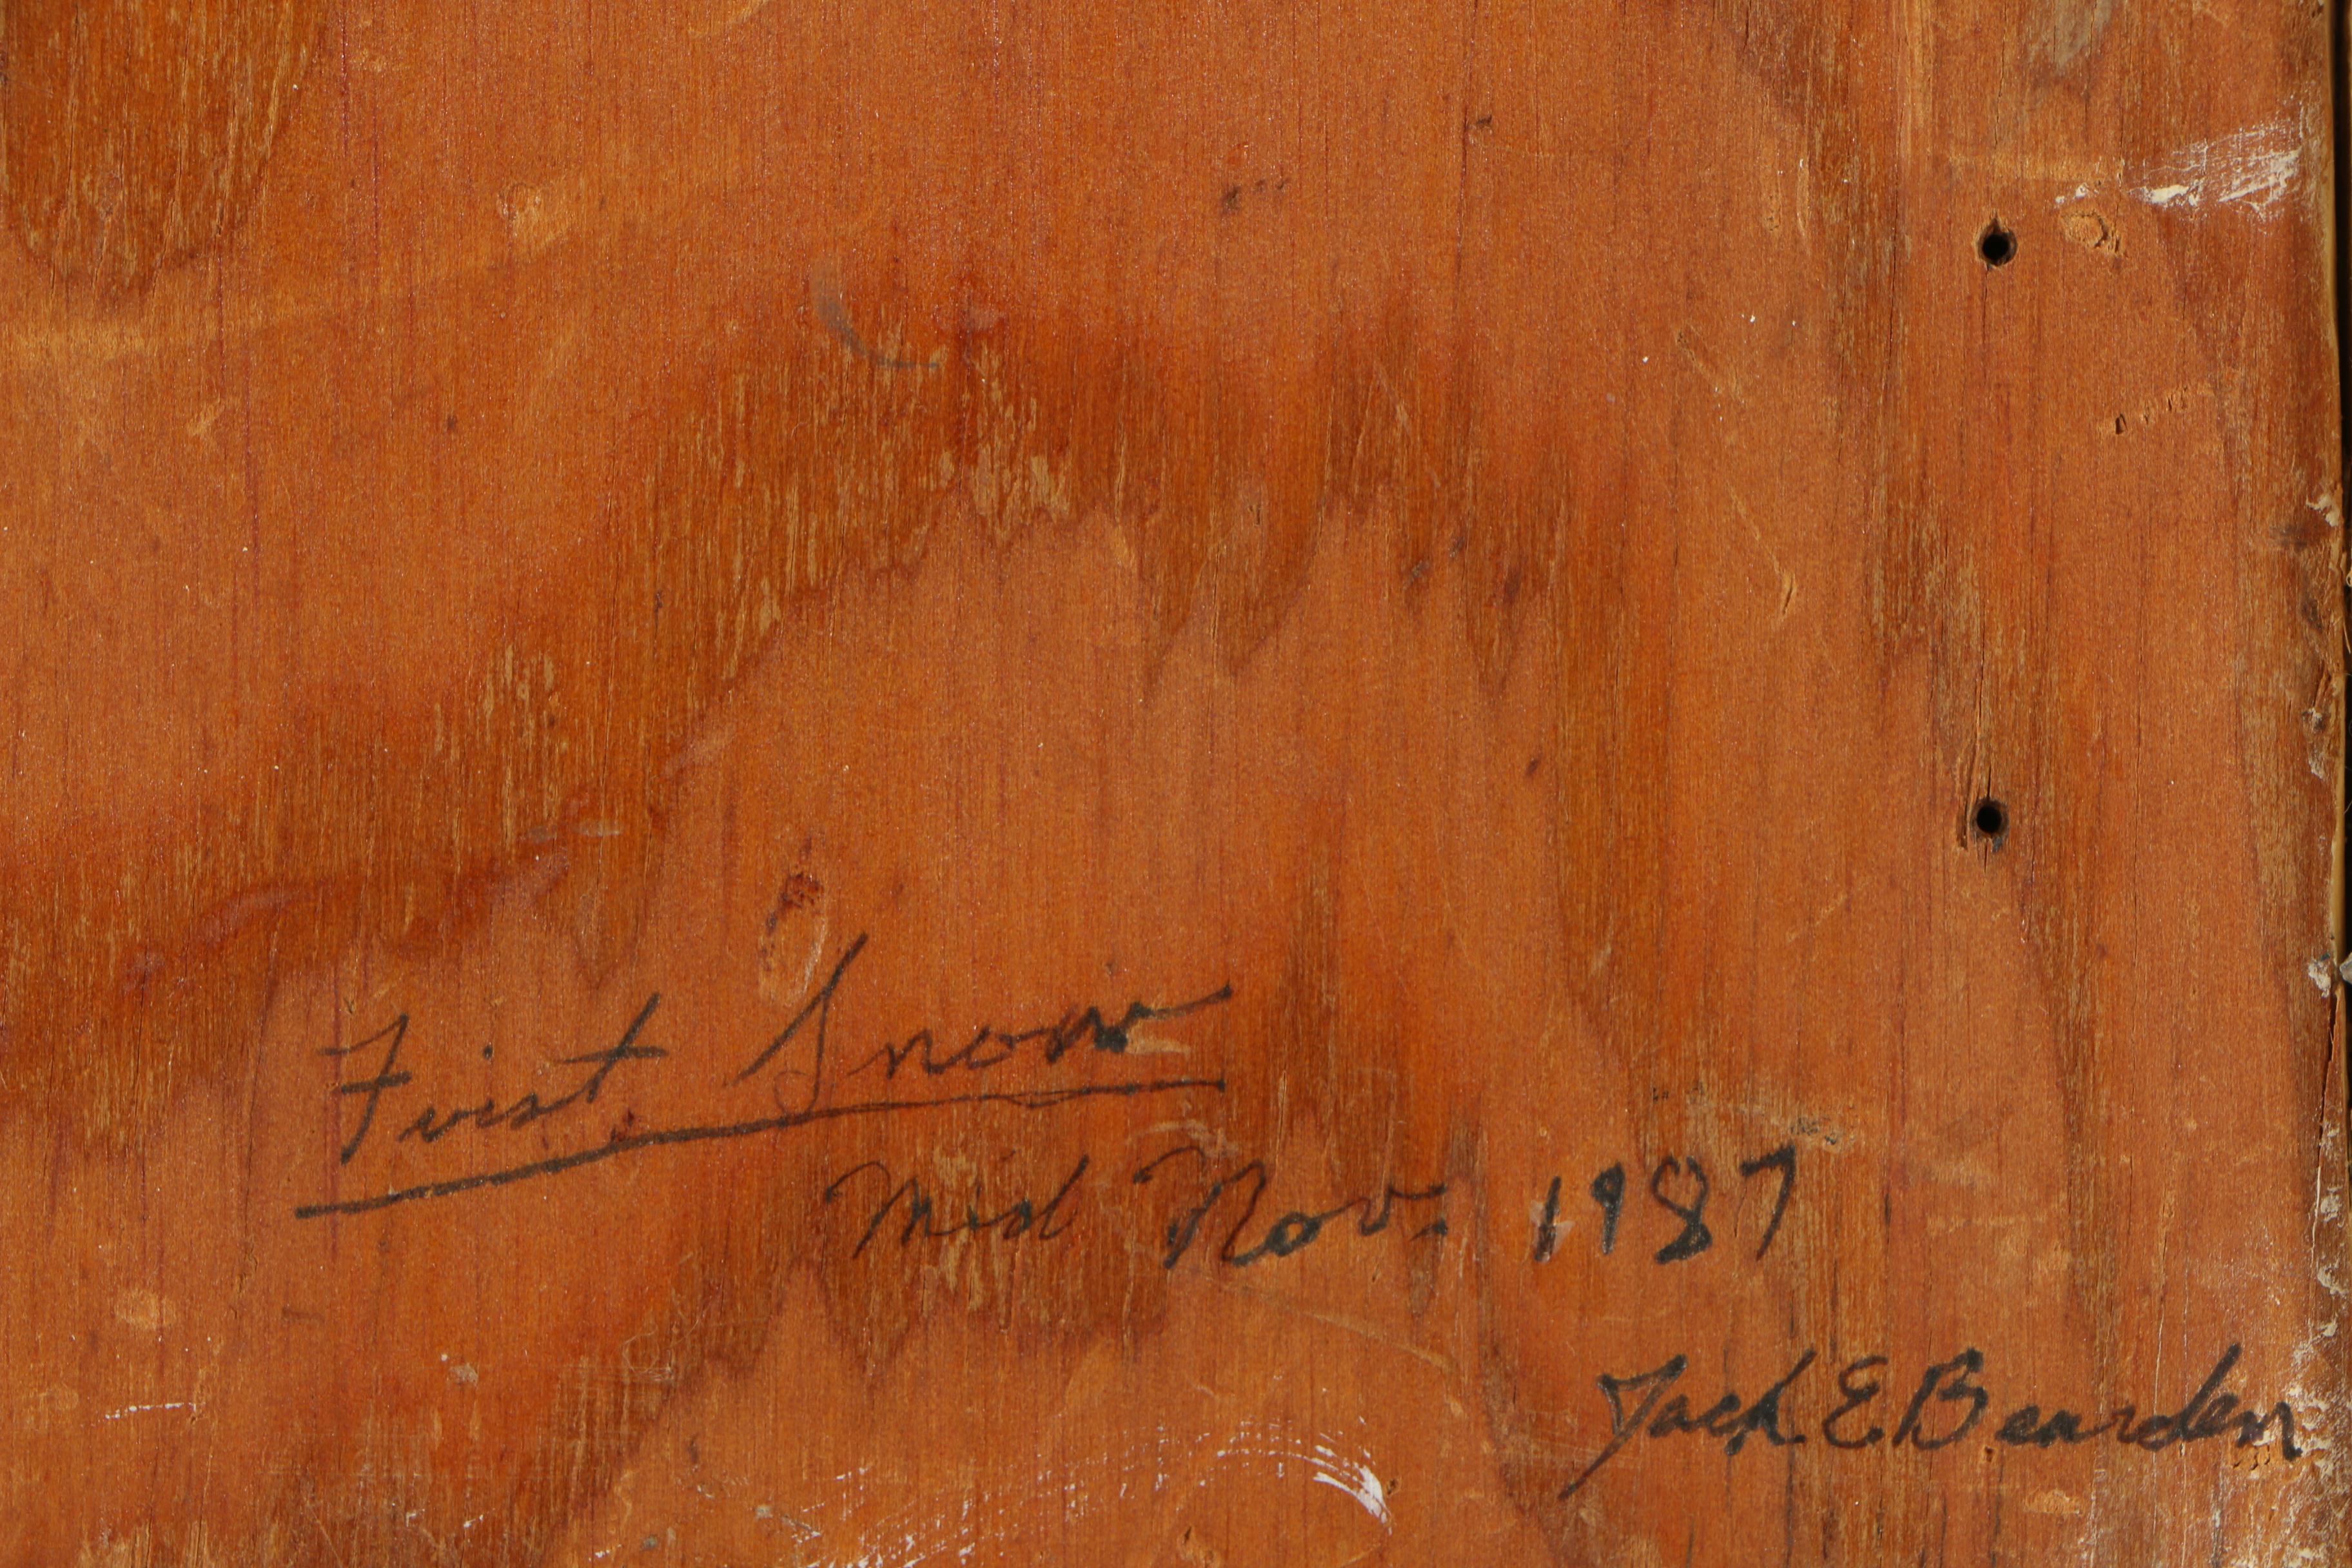 First Snow
Mid Nov. 1987
Jack E Bearden